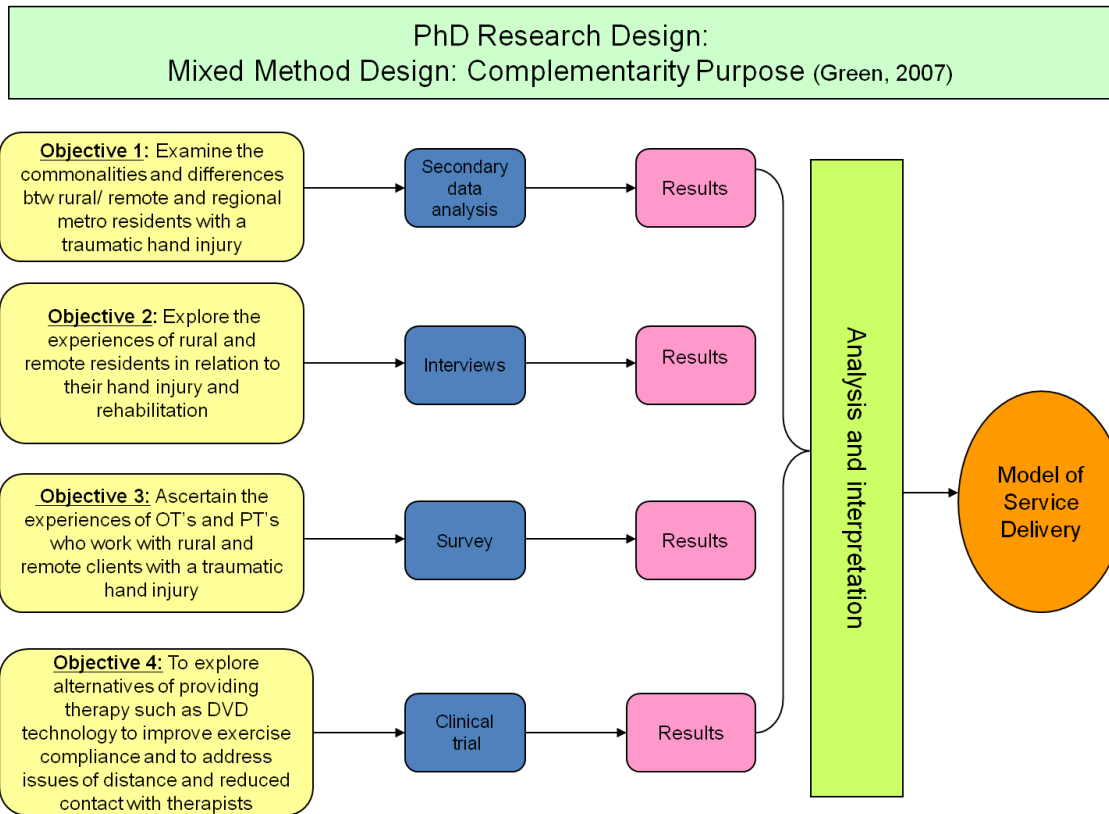 PhD Research Design:
Mixed Method Design: Complementarity Purpose (Green, 2007)
Objective 1: Examine the
commonalities and differences
btw rural/ remote and regional
metro residents with a
traumatic hand injury
Secondary
data
analysis
Results
Objective 2: Explore the
experiences of rural and
remote residents in relation to
their hand injury and
rehabilitation
Interviews
Results
Objective 3: Ascertain the
experiences of OT's and PT's
who work with rural and
remote clients with a traumatic
hand injury
Survey
Results
Objective 4: To explore
alternatives of providing
therapy such as DVD
technology to improve exercise
compliance and to address
issues of distance and reduced
contact with therapists
Clinical
trial
Results
Analysis and interpretation
Model of
Service
Delivery